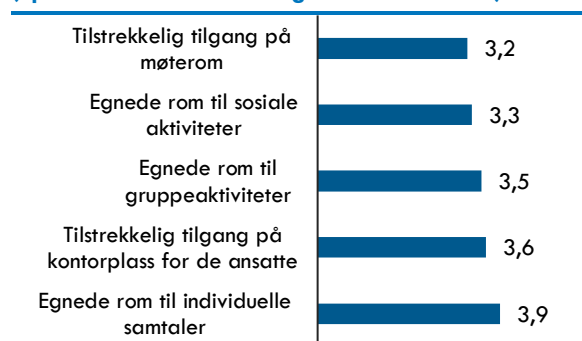 Tilstrekkelig tilgang på
møterom
3,2
Egnede rom til sosiale
aktiviteter
3,3
Egnede rom til
gruppeaktiviteter
3,5
Tilstrekkelig tilgang på
kontorplass for de ansatte
3,6
Egnede rom til individuelle
samtaler
3,9